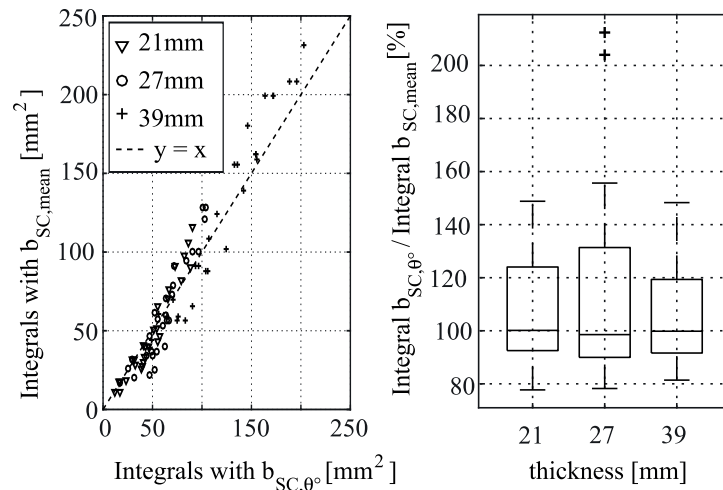 250
200
150
100
50
0
Integrals with b_SC,mean [mm²]
21mm
27mm
39mm
y = x
50
100
150
200
250
Integrals with b_SC,θ° [mm²]
200
180
160
140
120
100
80
Integral b_SC,θ° / Integral b_SC,mean [%]
21
27
39
thickness [mm]